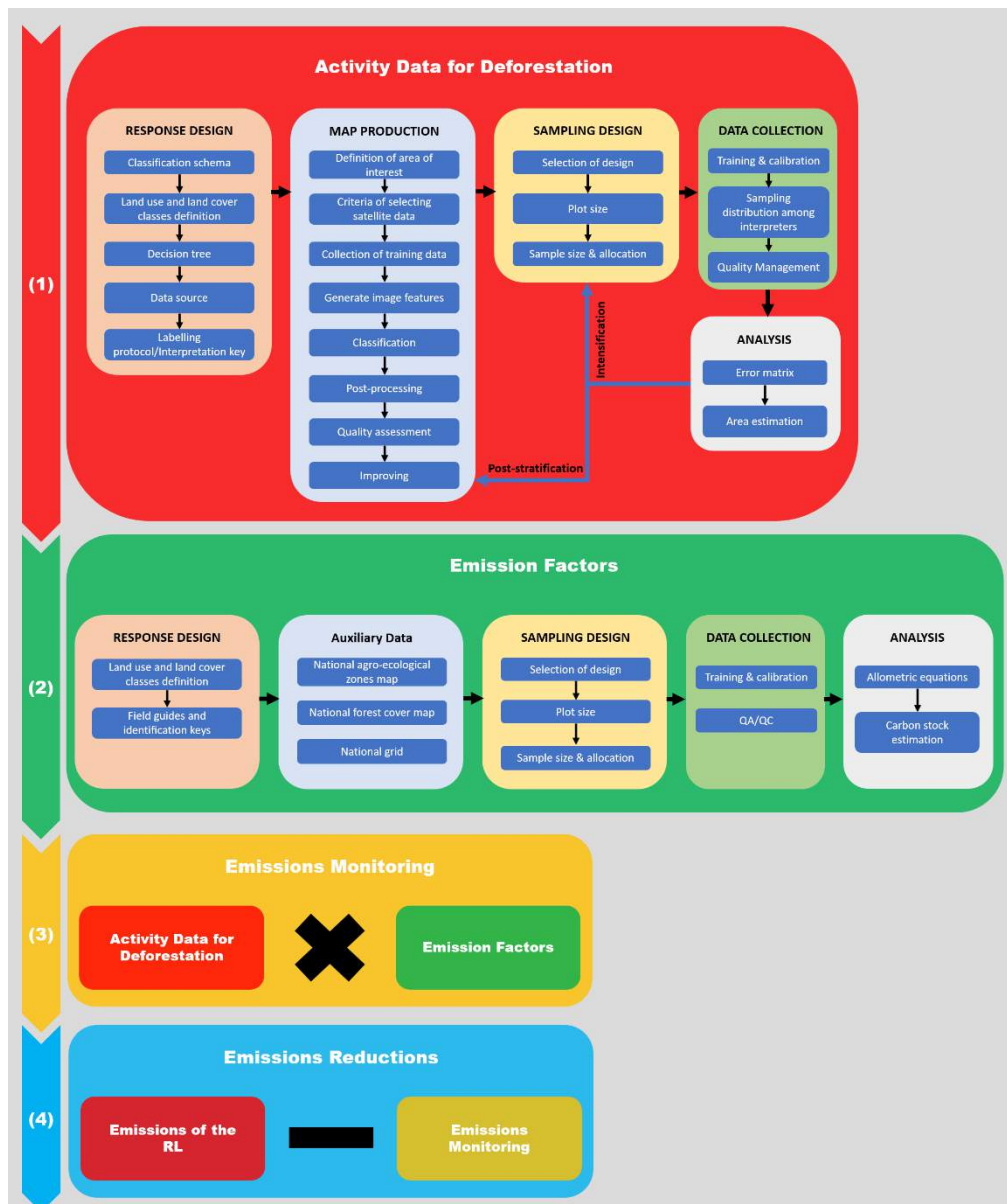 (1)
Activity Data for Deforestation
RESPONSE DESIGN
Classification schema
Land use and land cover
classes definition
Decision tree
Data source
Labelling
protocol/Interpretation key
MAP PRODUCTION
Definition of area of
interest
Criteria of selecting
satellite data
Collection of training data
Generate image features
Classification
Post-processing
Quality assessment
Improving
SAMPLING DESIGN
Selection of design
Plot size
Sample size & allocation
DATA COLLECTION
Training & calibration
Sampling
distribution among
interpreters
Quality Management
ANALYSIS
Error matrix
Area estimation
Intensification
Post-stratification
(2)
Emission Factors
RESPONSE DESIGN
Land use and land cover
classes definition
Field guides and
identification keys
Auxiliary Data
National agro-ecological
zones map
National forest cover map
National grid
SAMPLING DESIGN
Selection of design
Plot size
Sample size & allocation
DATA COLLECTION
Training & calibration
QA/QC
ANALYSIS
Allometric equations
Carbon stock
estimation
(3)
Emissions Monitoring
Activity Data for
Deforestation
Emission Factors
(4)
Emissions Reductions
Emissions of the
RL
Emissions
Monitoring